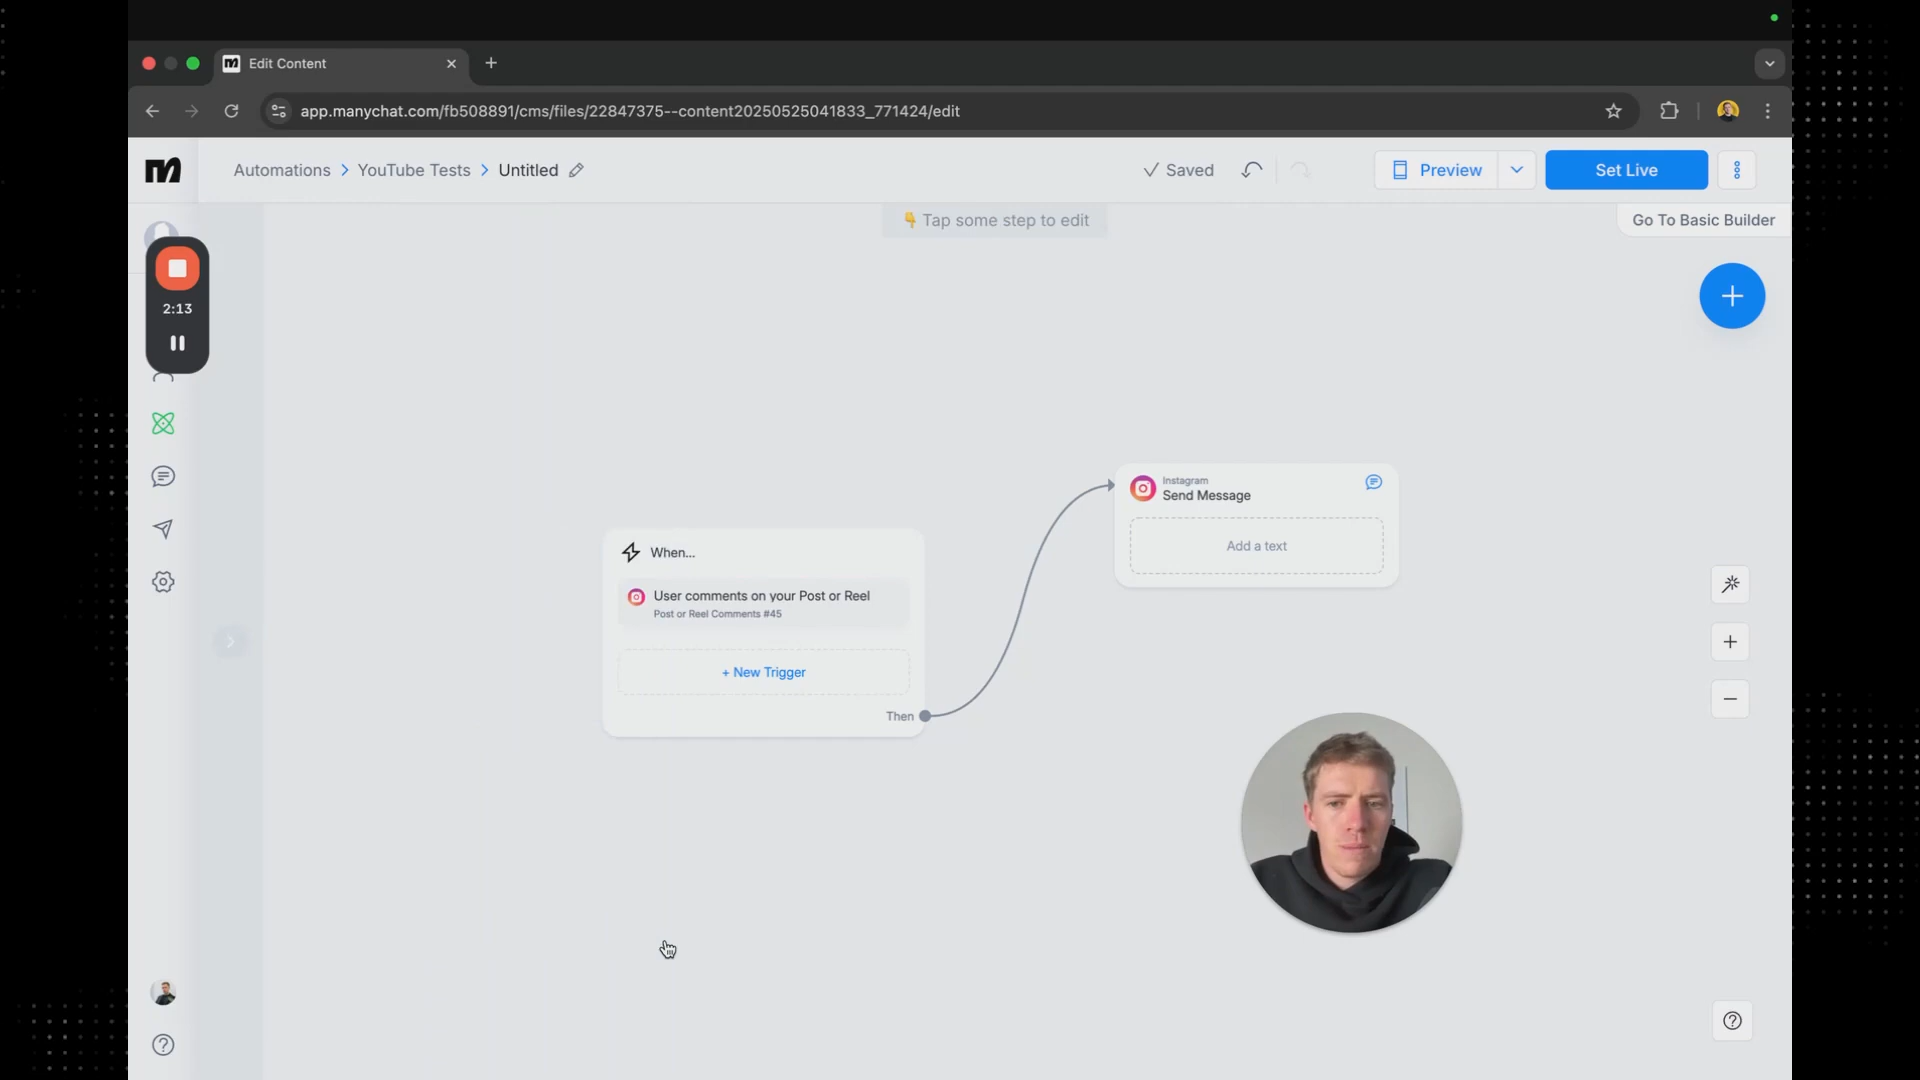 Edit Content
app.manychat.com/fb508891/cms/files/22847375--content20250525041833_771424/edit
Automations > YouTube Tests > Untitled
Saved
Preview
Set Live
👇 Tap some step to edit
Go To Basic Builder
2:13
Instagram
Send Message
Add a text
When...
User comments on your Post or Reel
Post or Reel Comments #45
+ New Trigger
Then